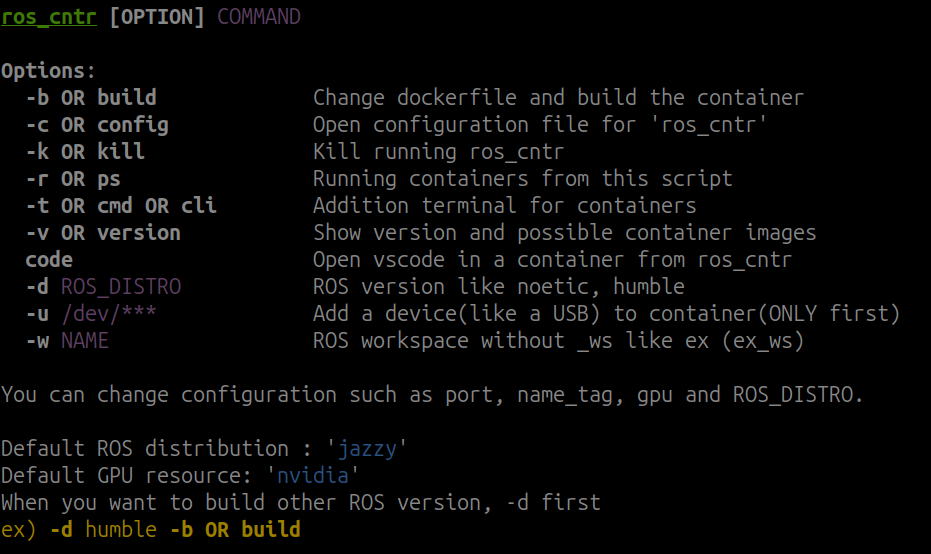 ros_cntr [OPTION] COMMAND
Options:
-b OR build Change dockerfile and build the container
-c OR config Open configuration file for 'ros_cntr'
-k OR kill Kill running ros_cntr
-r OR ps Running containers from this script
-t OR cmd OR cli Addition terminal for containers
-v OR version Show version and possible container images
code Open vscode in a container from ros_cntr
-d ROS_DISTRO ROS version like noetic, humble
-u /dev/*** Add a device(like a USB) to container(ONLY first)
-w NAME ROS workspace without _ws like ex (ex_ws)
You can change configuration such as port, name_tag, gpu and ROS_DISTRO.
Default ROS distribution : 'jazzy'
Default GPU resource: 'nvidia'
When you want to build other ROS version, -d first
ex) -d humble -b OR build